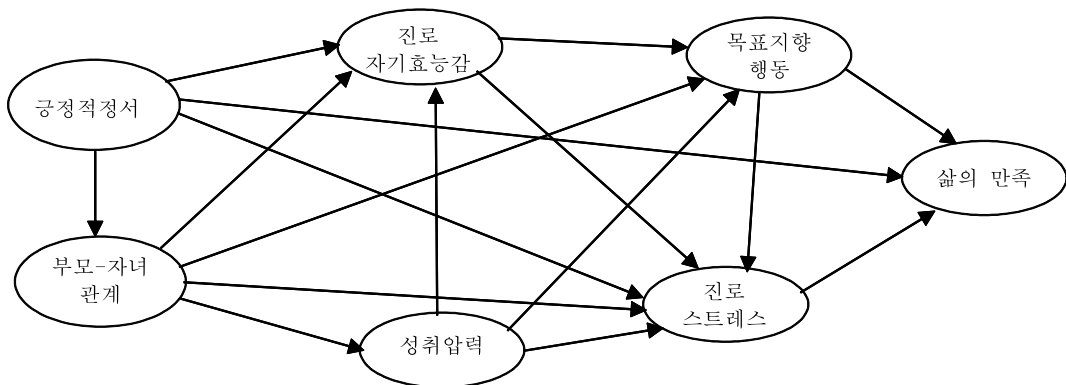 진로
자기효능감
목표지향
행동
긍정적정서
삶의 만족
부모-자녀
관계
진로
스트레스
성취압력